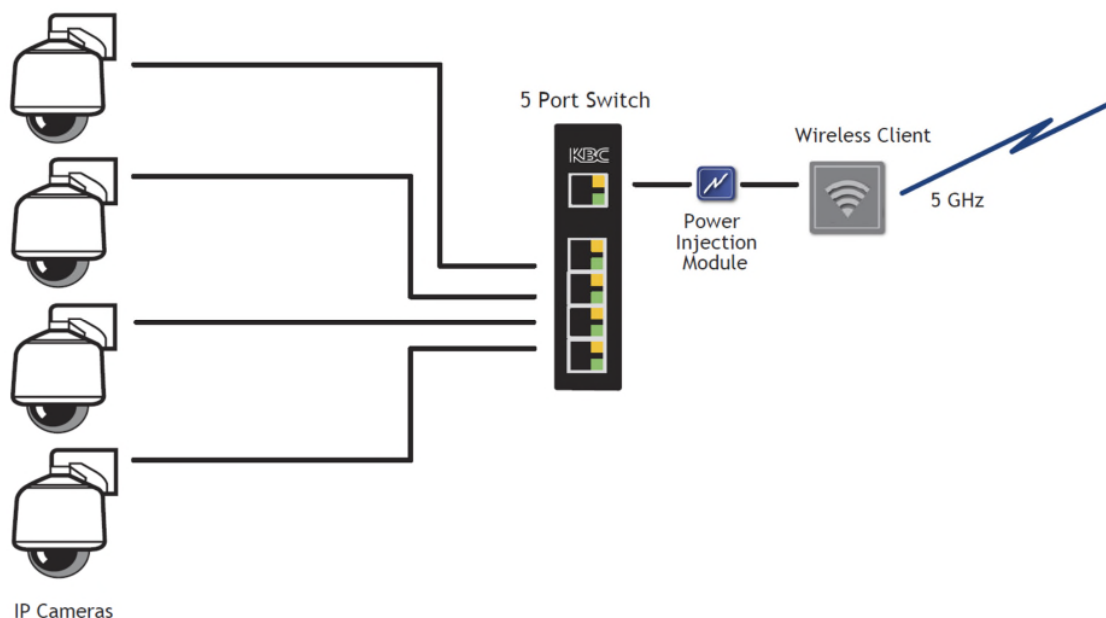 5 Port Switch
KBC
Wireless Client
5 GHz
Power
Injection
Module
IP Cameras